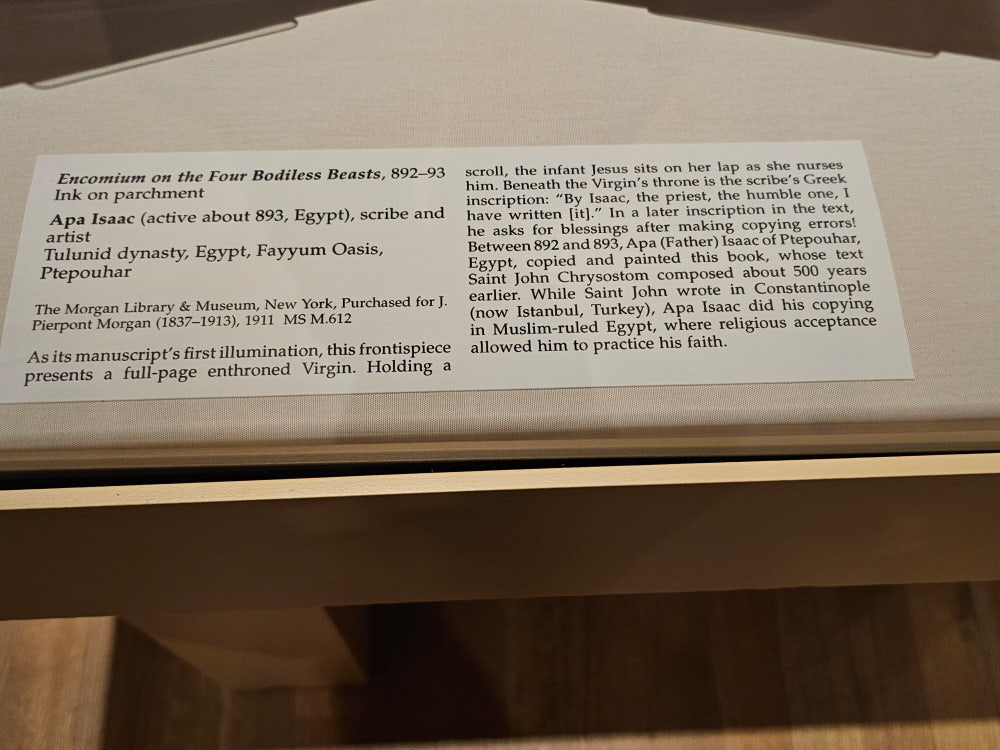 Encomium on the Four Bodiless Beasts, 892–93
Ink on parchment
Apa Isaac (active about 893, Egypt), scribe and
artist
Tulunid dynasty, Egypt, Fayyum Oasis,
Ptepouhar
The Morgan Library & Museum, New York, Purchased for J.
Pierpont Morgan (1837–1913), 1911 MS M.612
As its manuscript's first illumination, this frontispiece
presents a full-page enthroned Virgin. Holding a
scroll, the infant Jesus sits on her lap as she nurses
him. Beneath the Virgin's throne is the scribe's Greek
inscription: "By Isaac, the priest, the humble one, I
have written [it]." In a later inscription in the text,
he asks for blessings after making copying errors!
Between 892 and 893, Apa (Father) Isaac of Ptepouhar,
Egypt, copied and painted this book, whose text
Saint John Chrysostom composed about 500 years
earlier. While Saint John wrote in Constantinople
(now Istanbul, Turkey), Apa Isaac did his copying
in Muslim-ruled Egypt, where religious acceptance
allowed him to practice his faith.